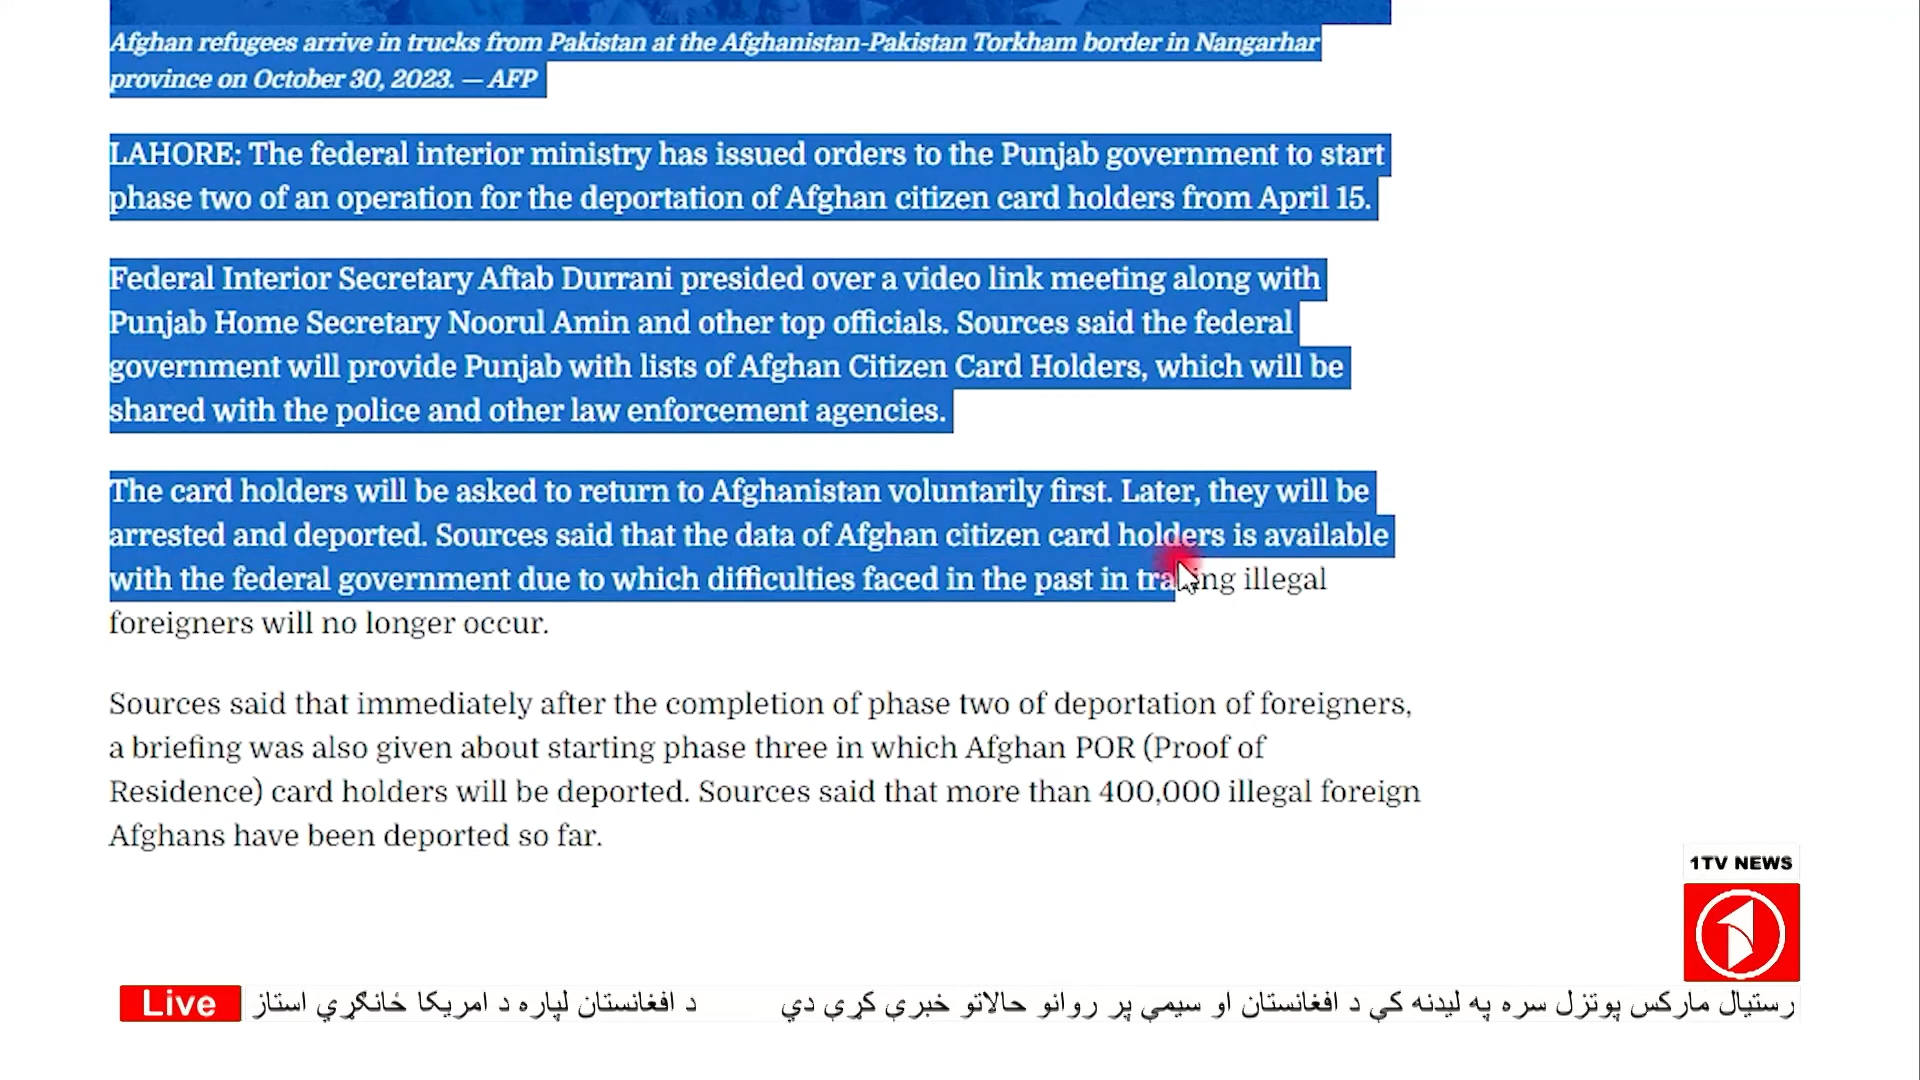 Afghan refugees arrive in trucks from Pakistan at the Afghanistan-Pakistan Torkham border in Nangarhar
province on October 30, 2023. — AFP
LAHORE: The federal interior ministry has issued orders to the Punjab government to start
phase two of an operation for the deportation of Afghan citizen card holders from April 15.
Federal Interior Secretary Aftab Durrani presided over a video link meeting along with
Punjab Home Secretary Noorul Amin and other top officials. Sources said the federal
government will provide Punjab with lists of Afghan Citizen Card Holders, which will be
shared with the police and other law enforcement agencies.
The card holders will be asked to return to Afghanistan voluntarily first. Later, they will be
arrested and deported. Sources said that the data of Afghan citizen card holders is available
with the federal government due to which difficulties faced in the past in illegal
foreigners will no longer occur.
Sources said that immediately after the completion of phase two of deportation of foreigners,
a briefing was also given about starting phase three in which Afghan POR (Proof of
Residence) card holders will be deported. Sources said that more than 400,000 illegal foreign
Afghans have been deported so far.
1TV NEWS
Live
رستیال مارکس پوتزل سره په لیدنه کې د افغانستان او سیمې پر روانو حالاتو خبرې کړې دي د افغانستان لپاره د امریکا ځانګړي استاز